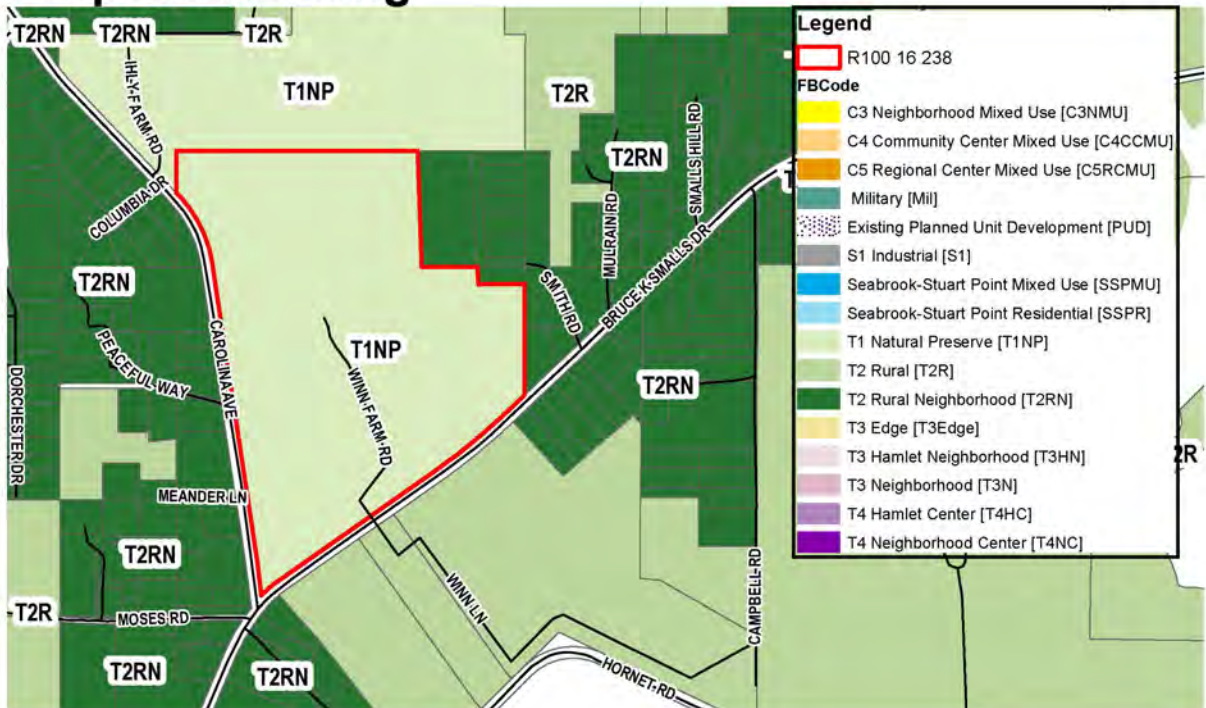 T2RN
T2RN
T2R
IHLY-FARM-RD
T1NP
T2R
T2RN
SMALLS HILL RD
COLUMBIA-DR
MULRAIN-RD
BRUCE K-SMALLS DR
SMITH-RD
T2RN
PEACEFUL WAY
CAROLINA-AVE
DORCHESTER-DR
T1NP
WINN-FARM-RD
T2RN
MEANDER LN
T2RN
T2R
MOSES RD
WINN-LN
CAMPBELL-RD
T2RN
T2RN
HORNET-RD
2R
Legend
R100 16 238
FBCode
C3 Neighborhood Mixed Use [C3NMU]
C4 Community Center Mixed Use [C4CCMU]
C5 Regional Center Mixed Use [C5RCMU]
Military [Mil]
Existing Planned Unit Development [PUD]
S1 Industrial [S1]
Seabrook-Stuart Point Mixed Use [SSPMU]
Seabrook-Stuart Point Residential [SSPR]
T1 Natural Preserve [T1NP]
T2 Rural [T2R]
T2 Rural Neighborhood [T2RN]
T3 Edge [T3Edge]
T3 Hamlet Neighborhood [T3HN]
T3 Neighborhood [T3N]
T4 Hamlet Center [T4HC]
T4 Neighborhood Center [T4NC]